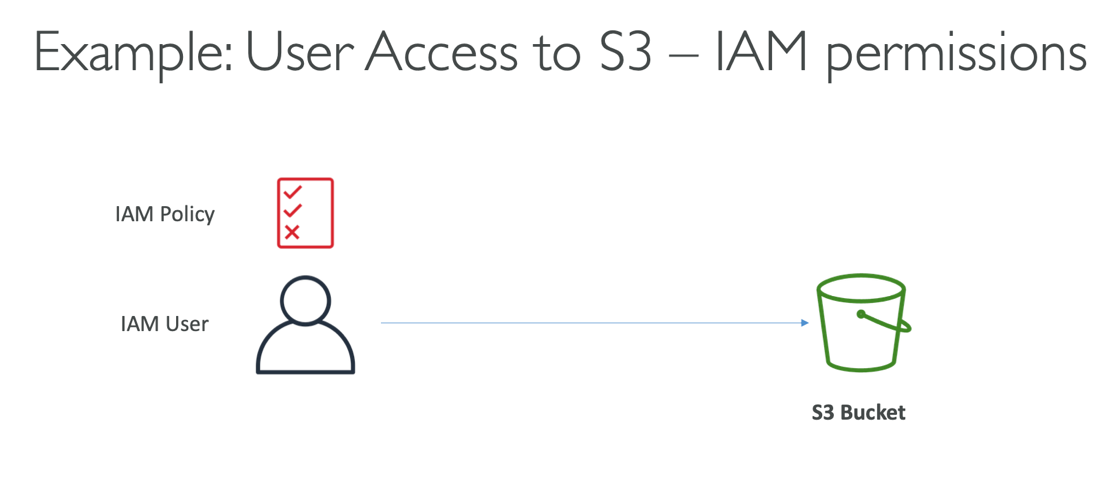 Example: User Access to S3 – IAM permissions
IAM Policy
IAM User
S3 Bucket